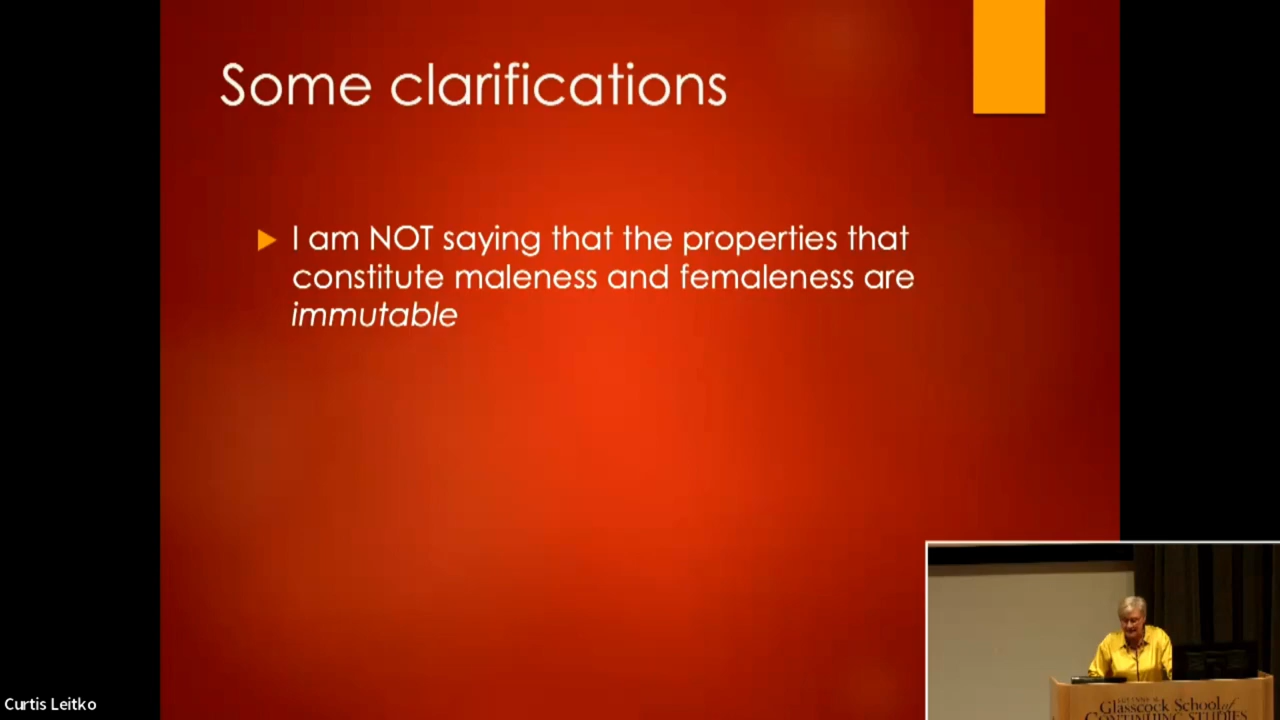 Some clarifications
I am NOT saying that the properties that
constitute maleness and femaleness are
immutable
Curtis Leitko
Glasscock School of
CONTINUING STUDIES